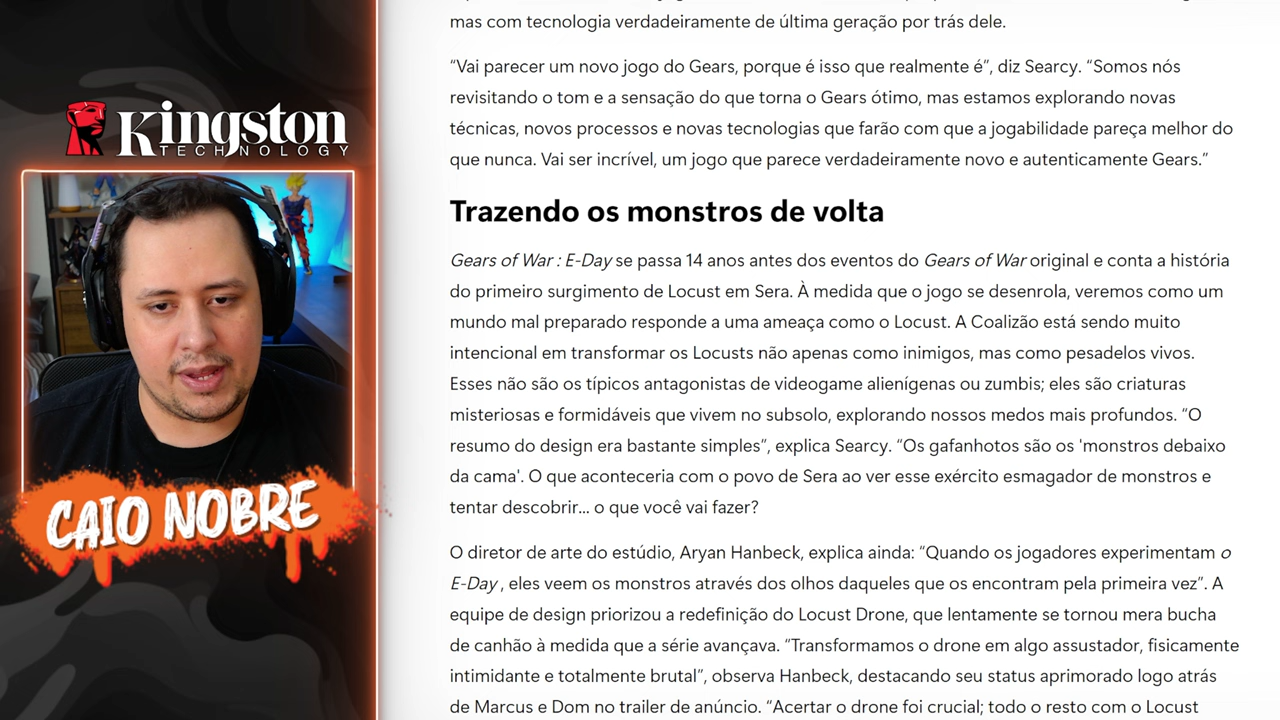 Kingston
TECHNOLOGY
CAIO NOBRE
mas com tecnologia verdadeiramente de última geração por trás dele.
“Vai parecer um novo jogo do Gears, porque é isso que realmente é”, diz Searcy. “Somos nós
revisitando o tom e a sensação do que torna o Gears ótimo, mas estamos explorando novas
técnicas, novos processos e novas tecnologias que farão com que a jogabilidade pareça melhor do
que nunca. Vai ser incrível, um jogo que parece verdadeiramente novo e autenticamente Gears.”
Trazendo os monstros de volta
Gears of War : E-Day se passa 14 anos antes dos eventos do Gears of War original e conta a história
do primeiro surgimento de Locust em Sera. À medida que o jogo se desenrola, veremos como um
mundo mal preparado responde a uma ameaça como o Locust. A Coalizão está sendo muito
intencional em transformar os Locusts não apenas como inimigos, mas como pesadelos vivos.
Esses não são os típicos antagonistas de videogame alienígenas ou zumbis; eles são criaturas
misteriosas e formidáveis que vivem no subsolo, explorando nossos medos mais profundos. “O
resumo do design era bastante simples”, explica Searcy. “Os gafanhotos são os 'monstros debaixo
da cama'. O que aconteceria com o povo de Sera ao ver esse exército esmagador de monstros e
tentar descobrir... o que você vai fazer?
O diretor de arte do estúdio, Aryan Hanbeck, explica ainda: “Quando os jogadores experimentam o
E-Day , eles veem os monstros através dos olhos daqueles que os encontram pela primeira vez”. A
equipe de design priorizou a redefinição do Locust Drone, que lentamente se tornou mera bucha
de canhão à medida que a série avançava. “Transformamos o drone em algo assustador, fisicamente
intimidante e totalmente brutal”, observa Hanbeck, destacando seu status aprimorado logo atrás
de Marcus e Dom no trailer de anúncio. “Acertar o drone foi crucial; todo o resto com o Locust